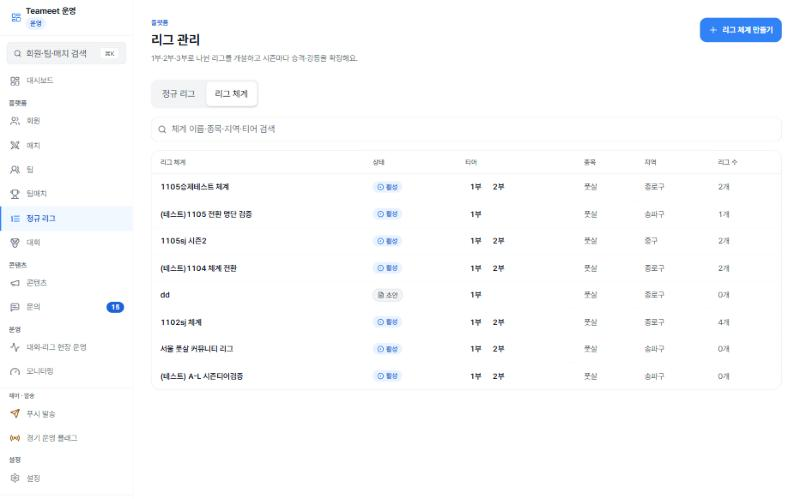 Teameet 운영
운영
회원·팀·매치 검색 ⌘K
대시보드
플랫폼
회원
매치
팀
팀매치
정규 리그
대회
콘텐츠
콘텐츠
문의 15
운영
대회·리그 현장 운영
모니터링
제어 · 발송
푸시 발송
경기 운영 플래그
설정
설정
플랫폼
리그 관리
1부·2부·3부로 나뉜 리그를 개설하고 시즌마다 승격·강등을 확정해요.
+ 리그 체계 만들기
정규 리그 리그 체계
체계 이름·종목·지역·티어 검색
리그 체계 상태 티어 종목 지역 리그 수
1105승제테스트 체계 활성 1부 2부 풋살 종로구 2개
(테스트)1105 전환 명단 검증 활성 1부 풋살 송파구 1개
1105sj 시즌2 활성 1부 2부 풋살 중구 2개
(테스트)1104 체계 전환 활성 1부 2부 풋살 종로구 2개
dd 초안 1부 풋살 종로구 0개
1102sj 체계 활성 1부 2부 풋살 종로구 4개
서울 풋살 커뮤니티 리그 활성 1부 2부 풋살 송파구 0개
(테스트) A-L 시즌티어검증 활성 1부 2부 풋살 송파구 0개